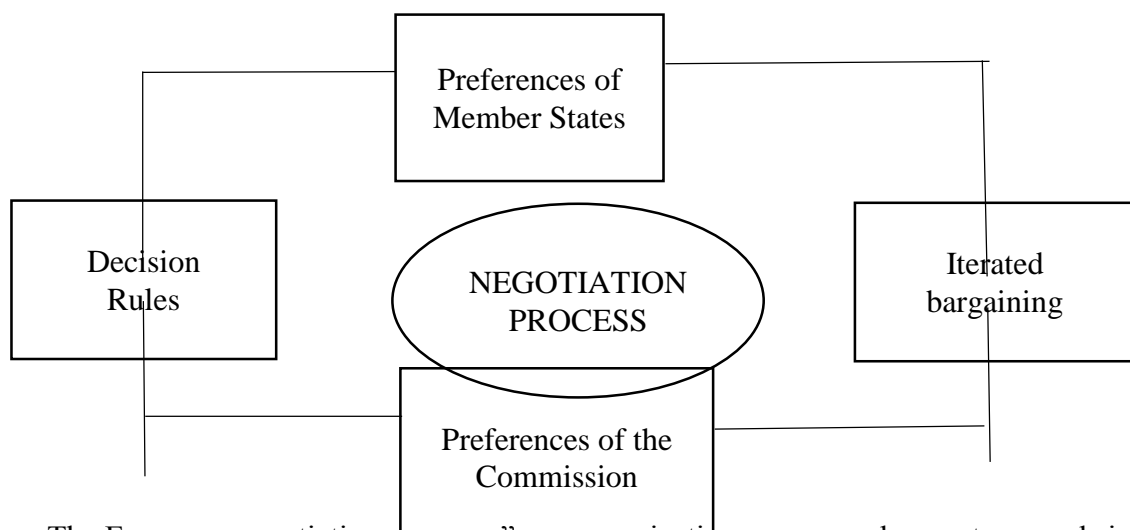 Preferences of
Member States
Decision
Rules
NEGOTIATION
PROCESS
Iterated
bargaining
Preferences of the
Commission